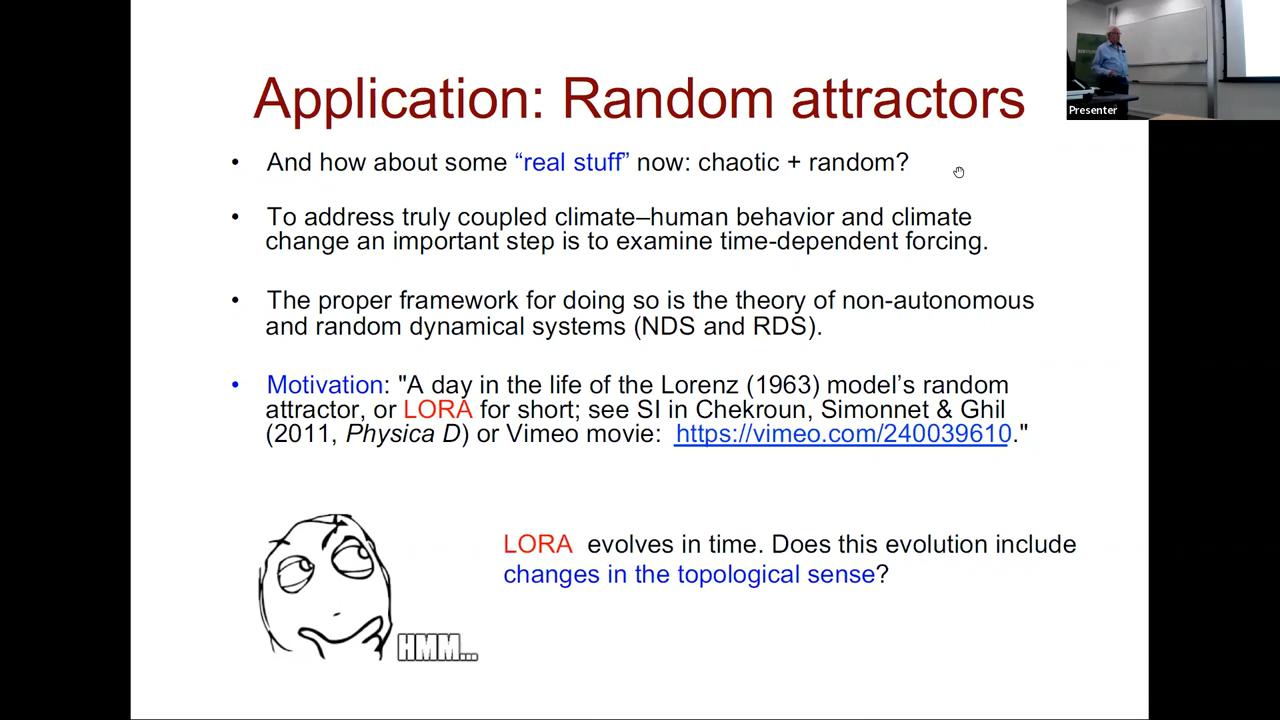 Application: Random attractors
Presenter
• And how about some “real stuff” now: chaotic + random?
• To address truly coupled climate–human behavior and climate
change an important step is to examine time-dependent forcing.
• The proper framework for doing so is the theory of non-autonomous
and random dynamical systems (NDS and RDS).
• Motivation: "A day in the life of the Lorenz (1963) model’s random
attractor, or LORA for short; see SI in Chekroun, Simonnet & Ghil
(2011, Physica D) or Vimeo movie: https://vimeo.com/240039610."
LORA evolves in time. Does this evolution include
changes in the topological sense?
HMM...